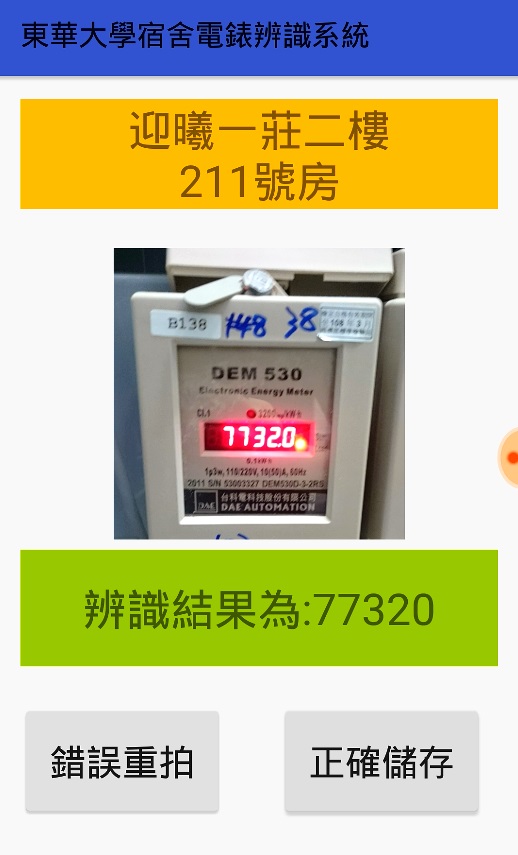 東華大學宿舍電錶辨識系統
迎曦一莊二樓
211號房
B138
38
DEM 530
Electronic Energy Meter
77320
1p3w, 110/220V, 10(50)A, 60Hz
2011 S/N 53003327 DEM530D-3-2RS
台科電科技股份有限公司
DAE AUTOMATION
辨識結果為:77320
錯誤重拍
正確儲存